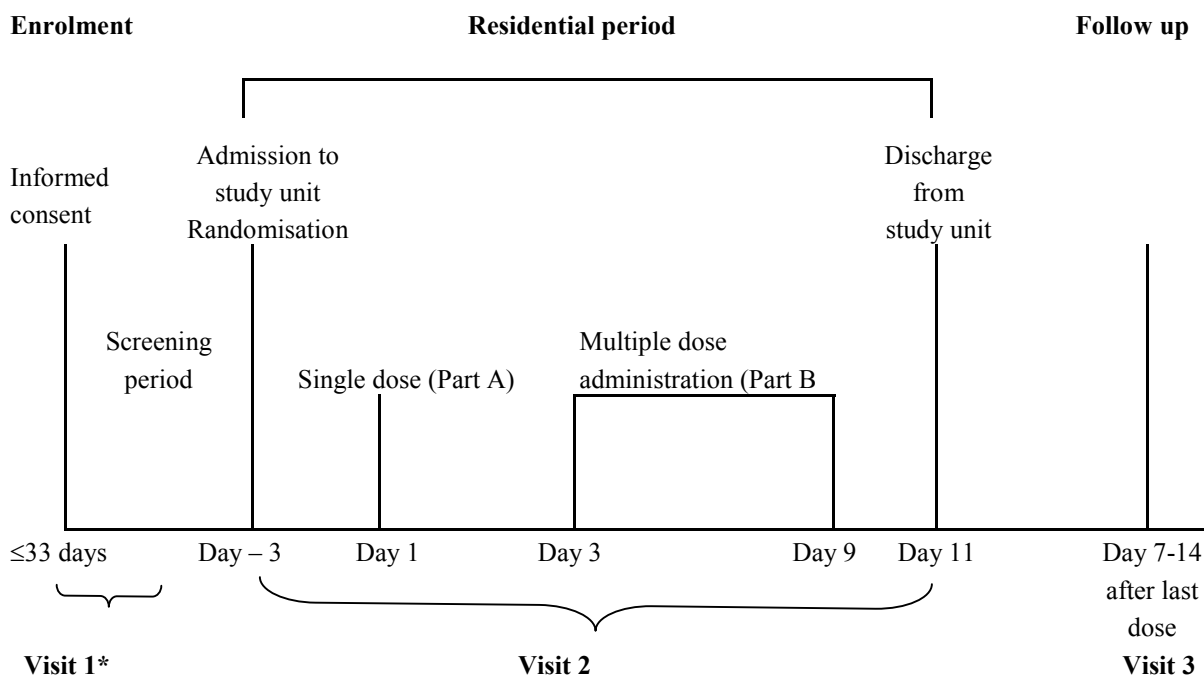 Enrolment
Residential period
Follow up
Informed
consent
Admission to
study unit
Randomisation
Discharge
from
study unit
Screening
period
Single dose (Part A)
Multiple dose
administration (Part B
≤33 days
Day – 3
Day 1
Day 3
Day 9
Day 11
Day 7-14
after last
dose
Visit 1*
Visit 2
Visit 3